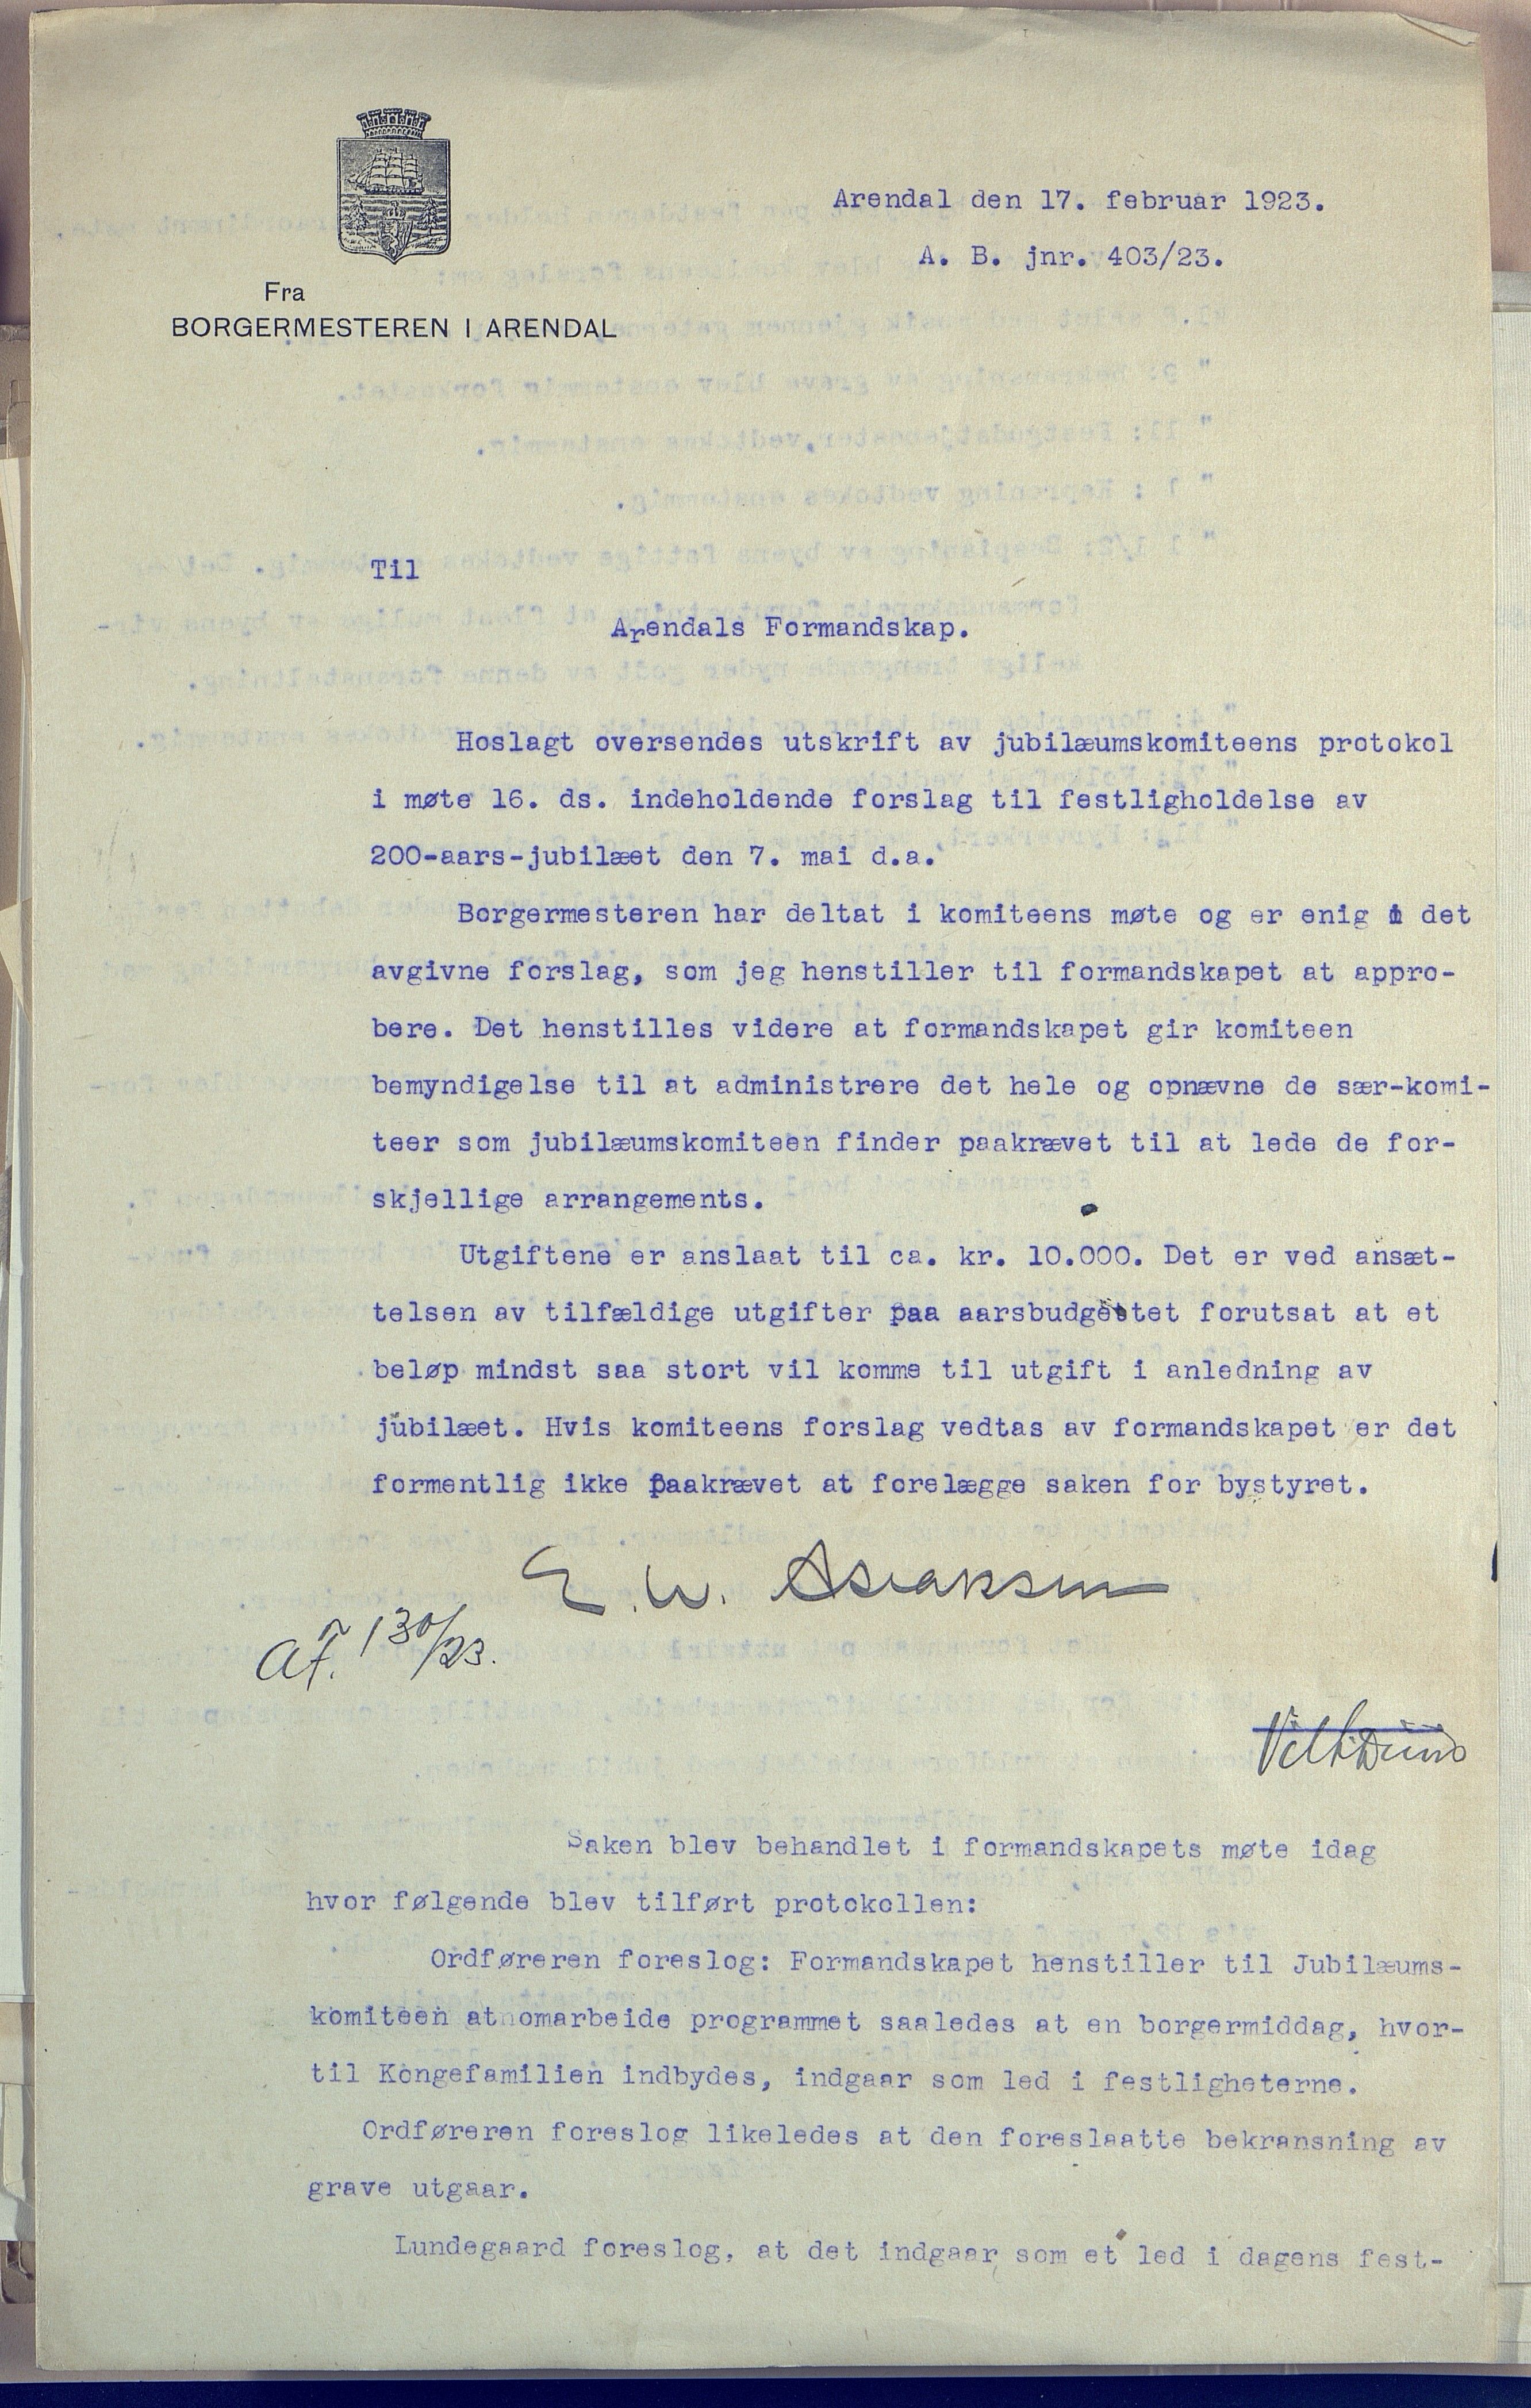 Arendal den 17. februar 1923.
A. B. jnr. 403/23.
Fra
BORGERMESTEREN I ARENDAL
Til
Arendals Formandskap.
Hoslagt oversendes utskrift av jubilæumskomiteens protokol
i møte 16. ds. indeholdende forslag til festligholdelse av
200-aars-jubilæet den 7. mai d.a.
Borgermesteren har deltat i komiteens møte og er enig i det
avgivne forslag, som jeg henstiller til formandskapet at appro-
bere. Det henstilles videre at formandskapet gir komiteen
bemyndigelse til at administrere det hele og opnævne de sær-komi-
teer som jubilæumskomiteen finder paakrævet til at lede de for-
skjellige arrangements.
Utgiftene er anslaat til ca. kr. 10.000. Det er ved ansæt-
telsen av tilfældige utgifter paa aarsbudgettet forutsat at et
beløp mindst saa stort vil komme til utgift i anledning av
jubilæet. Hvis komiteens forslag vedtas av formandskapet er det
formentlig ikke paakrævet at forelægge saken for bystyret.
E. W. Aslaksen
A.F. 130/23.
Saken blev behandlet i formandskapets møte idag
hvor følgende blev tilført protokollen:
Ordføreren foreslog: Formandskapet henstiller til Jubilæums-
komiteen at omarbeide programmet saaledes at en borgermiddag, hvor-
til Kongefamilien indbydes, indgaar som led i festligheterne.
Ordføreren foreslog likeledes at den foreslaatte bekransning av
grave utgaar.
Lundegaard foreslog, at det indgaar som et led i dagens fest-